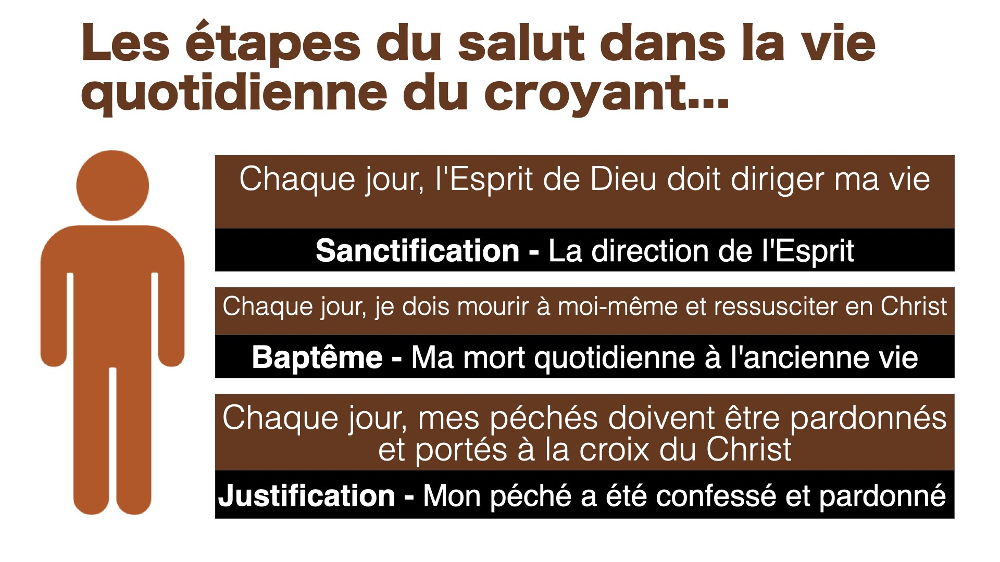 Les étapes du salut dans la vie
quotidienne du croyant...
Chaque jour, l'Esprit de Dieu doit diriger ma vie
Sanctification - La direction de l'Esprit
Chaque jour, je dois mourir à moi-même et ressusciter en Christ
Baptême - Ma mort quotidienne à l'ancienne vie
Chaque jour, mes péchés doivent être pardonnés
et portés à la croix du Christ
Justification - Mon péché a été confessé et pardonné